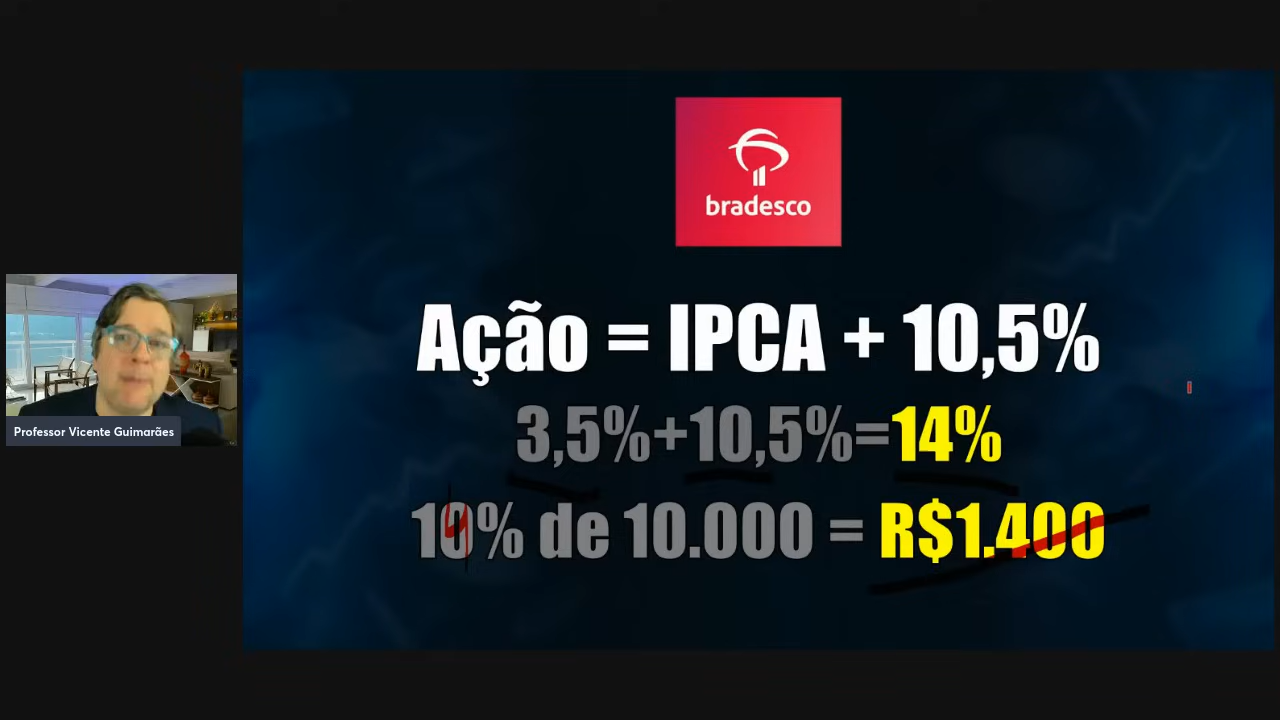 bradesco
Ação = IPCA + 10,5%
3,5%+10,5%=14%
10% de 10.000 = R$1.400
Professor Vicente Guimarães